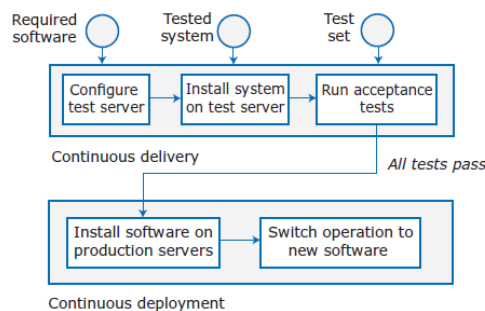 Required
software
Tested
system
Test
set
Configure
test server
Install system
on test server
Run acceptance
tests
Continuous delivery
All tests pass
Install software on
production servers
Switch operation to
new software
Continuous deployment